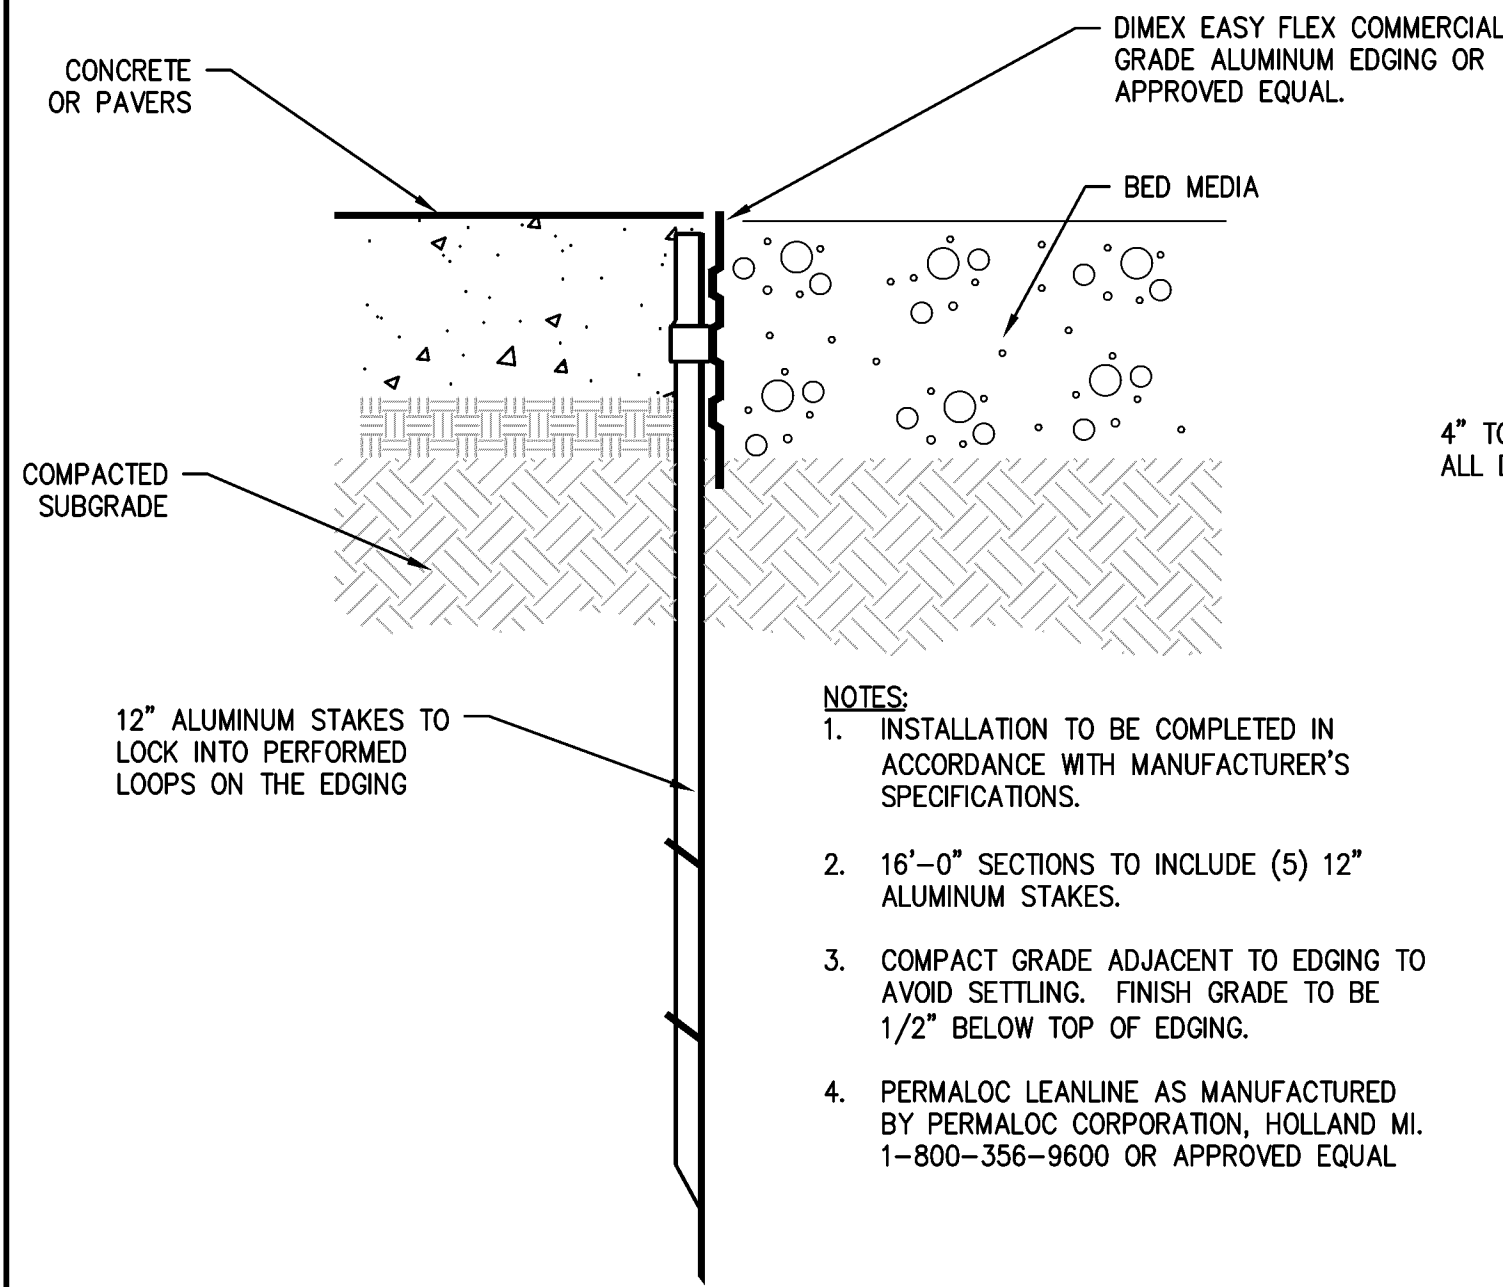 CONCRETE
OR PAVERS
DIMEX EASY FLEX COMMERCIAL
GRADE ALUMINUM EDGING OR
APPROVED EQUAL.
BED MEDIA
4" TO
ALL
COMPACTED
SUBGRADE
12" ALUMINUM STAKES TO
LOCK INTO PERFORMED
LOOPS ON THE EDGING
NOTES:
1. INSTALLATION TO BE COMPLETED IN
ACCORDANCE WITH MANUFACTURER'S
SPECIFICATIONS.
2. 16'-0" SECTIONS TO INCLUDE (5) 12"
ALUMINUM STAKES.
3. COMPACT GRADE ADJACENT TO EDGING TO
AVOID SETTLING. FINISH GRADE TO BE
1/2" BELOW TOP OF EDGING.
4. PERMALOC LEANLINE AS MANUFACTURED
BY PERMALOC CORPORATION, HOLLAND MI.
1-800-356-9600 OR APPROVED EQUAL